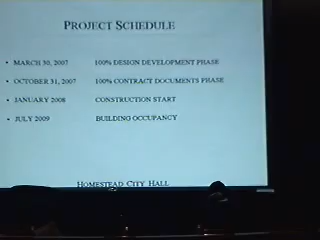 PROJECT SCHEDULE
• MARCH 30, 2007 100% DESIGN DEVELOPMENT PHASE
• OCTOBER 31, 2007 100% CONTRACT DOCUMENTS PHASE
• JANUARY 2008 CONSTRUCTION START
• JULY 2009 BUILDING OCCUPANCY
HOMESTEAD CITY HALL